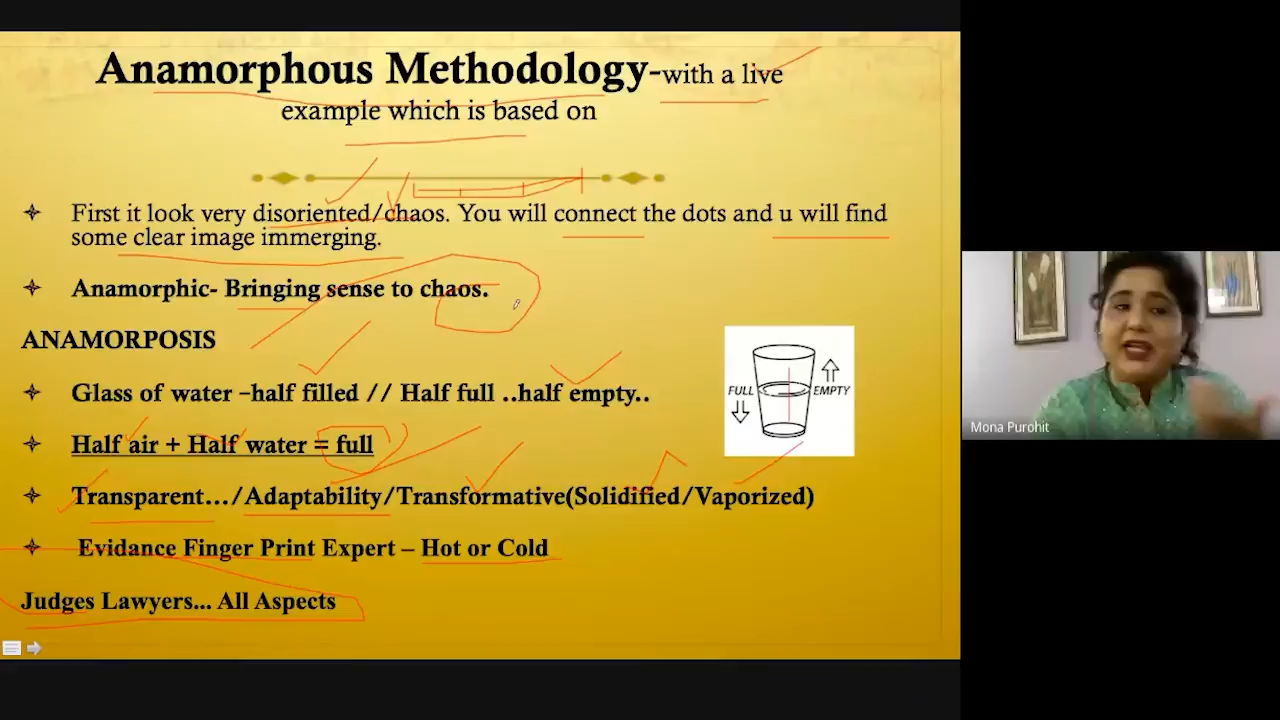 Anamorphous Methodology-with a live
example which is based on
First it look very disoriented/chaos. You will connect the dots and u will find
some clear image immerging.
Anamorphic- Bringing sense to chaos.
ANAMORPOSIS
Glass of water –half filled // Half full ..half empty..
Half air + Half water = full
Transparent.../Adaptability/Transformative(Solidified/Vaporized)
Evidance Finger Print Expert – Hot or Cold
Judges Lawyers... All Aspects
FULL
EMPTY
Mona Purohit